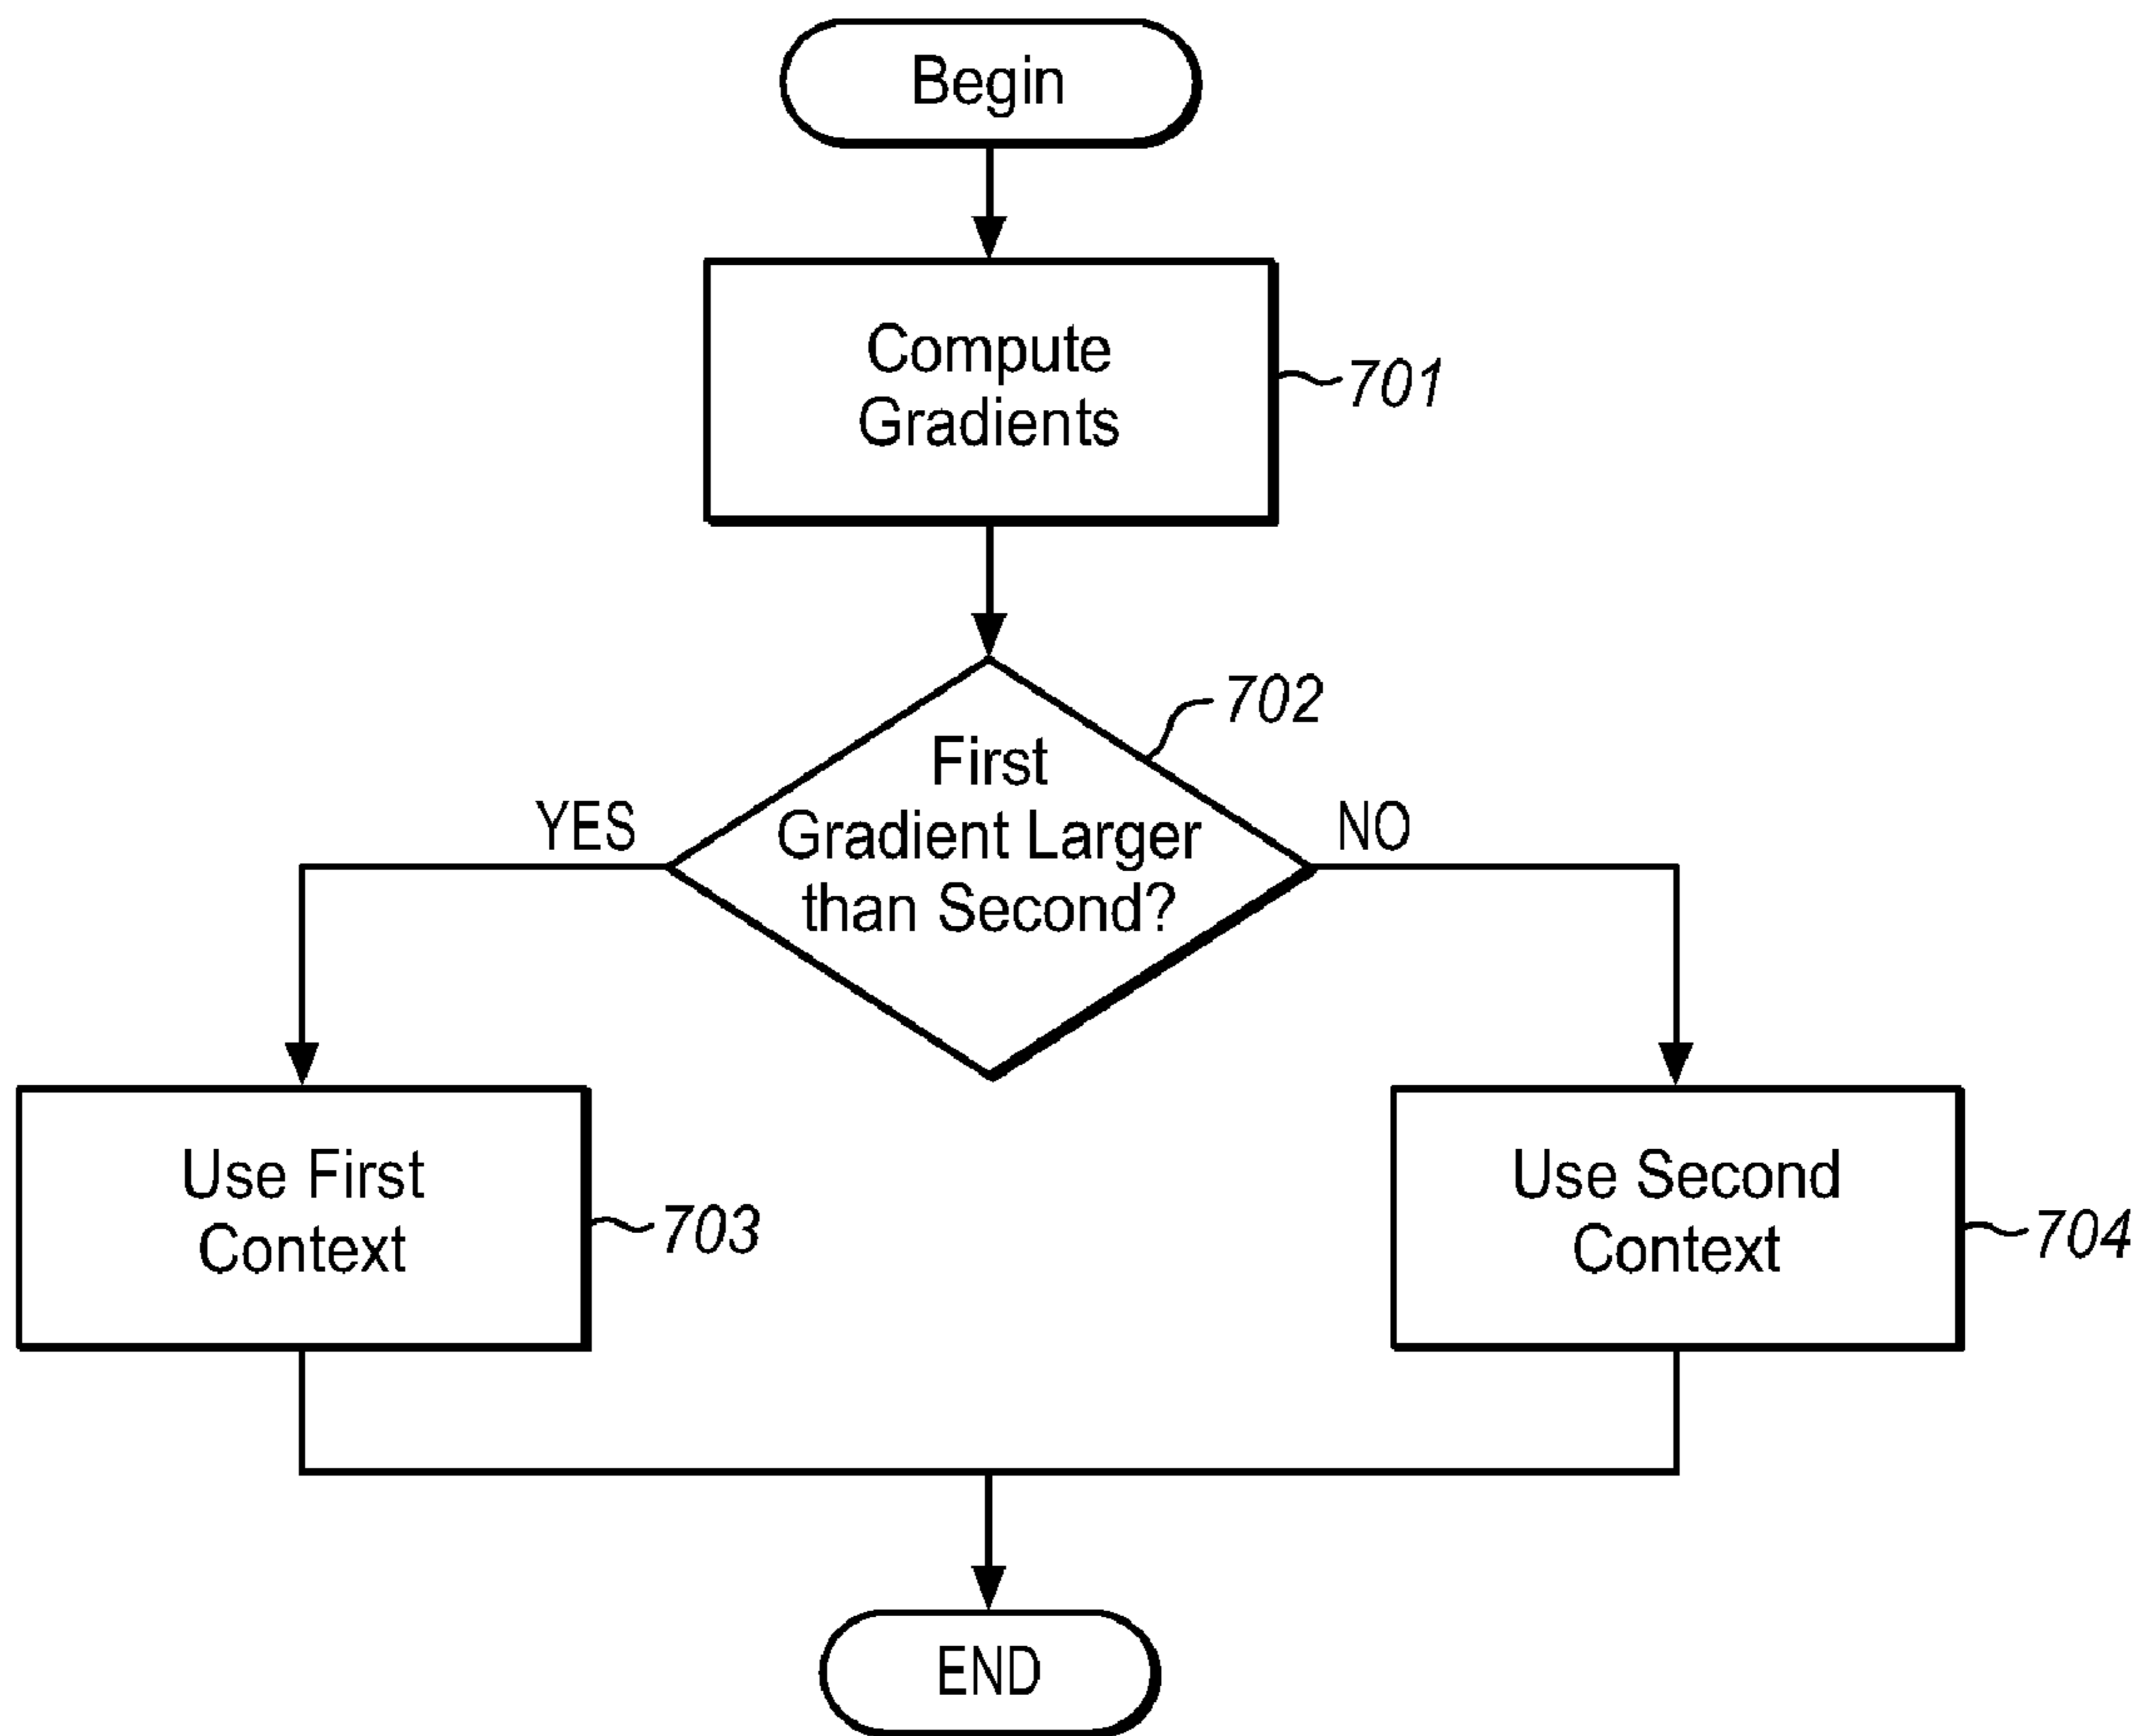 Begin
Compute
Gradients
701
702
First
Gradient Larger
than Second?
YES
NO
Use First
Context
703
Use Second
Context
704
END